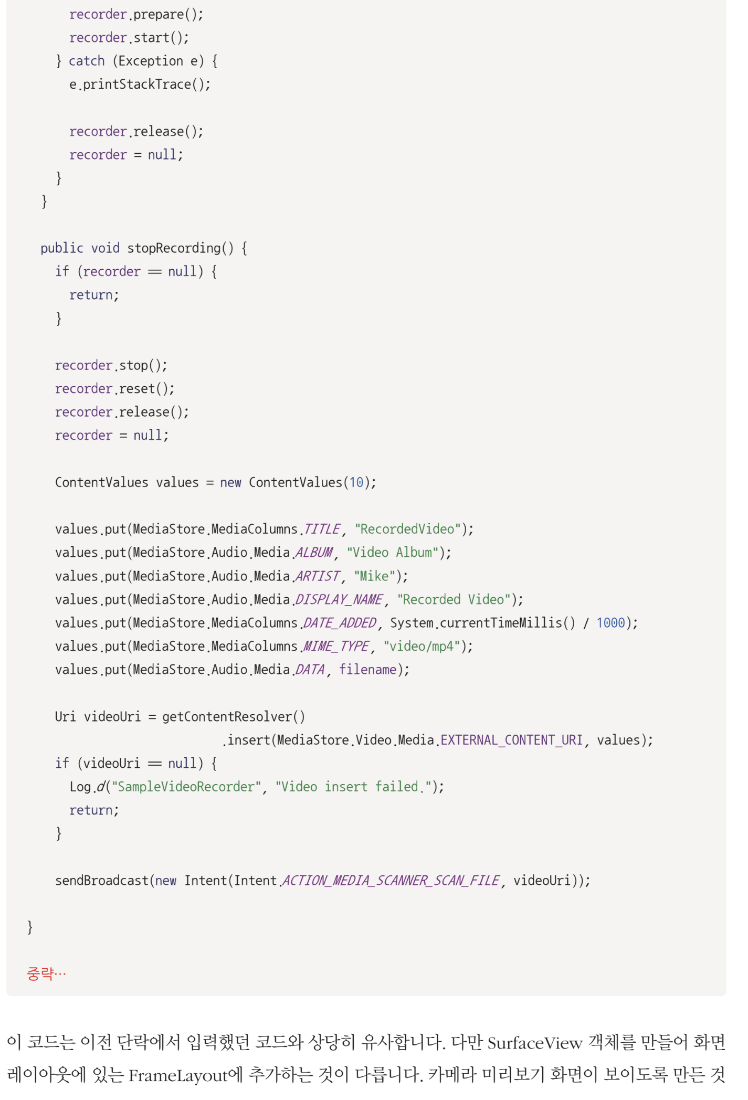 recorder.prepare();
recorder.start();
} catch (Exception e) {
e.printStackTrace();
recorder.release();
recorder = null;
}
}
public void stopRecording() {
if (recorder == null) {
return;
}
recorder.stop();
recorder.reset();
recorder.release();
recorder = null;
ContentValues values = new ContentValues(10);
values.put(MediaStore.MediaColumns.TITLE, "RecordedVideo");
values.put(MediaStore.Audio.Media.ALBUM, "Video Album");
values.put(MediaStore.Audio.Media.ARTIST, "Mike");
values.put(MediaStore.Audio.Media.DISPLAY_NAME, "Recorded Video");
values.put(MediaStore.MediaColumns.DATE_ADDED, System.currentTimeMillis() / 1000);
values.put(MediaStore.MediaColumns.MIME_TYPE, "video/mp4");
values.put(MediaStore.Audio.Media.DATA, filename);
Uri videoUri = getContentResolver()
.insert(MediaStore.Video.Media.EXTERNAL_CONTENT_URI, values);
if (videoUri == null) {
Log.d("SampleVideoRecorder", "Video insert failed.");
return;
}
sendBroadcast(new Intent(Intent.ACTION_MEDIA_SCANNER_SCAN_FILE, videoUri));
}
중략…
이 코드는 이전 단락에서 입력했던 코드와 상당히 유사합니다. 다만 SurfaceView 객체를 만들어 화면
레이아웃에 있는 FrameLayout에 추가하는 것이 다릅니다. 카메라 미리보기 화면이 보이도록 만든 것